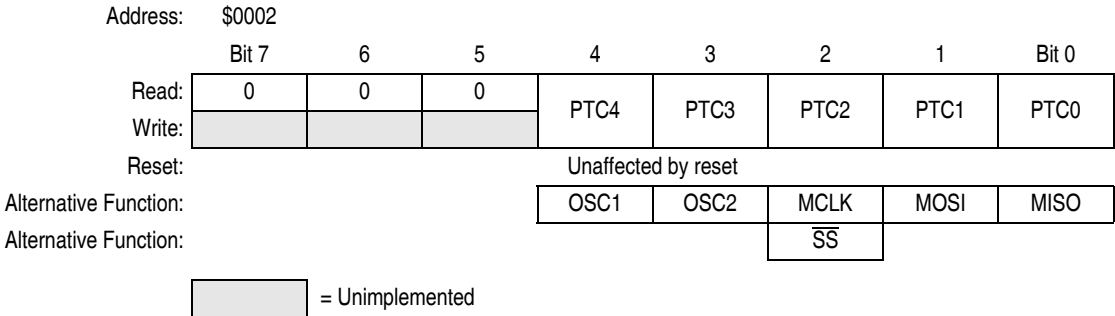 Address: $0002
Bit 7 6 5 4 3 2 1 Bit 0
Read: 0 0 0 PTC4 PTC3 PTC2 PTC1 PTC0
Write:
Reset: Unaffected by reset
Alternative Function: OSC1 OSC2 MCLK MOSI MISO
Alternative Function: S̅S̅
= Unimplemented